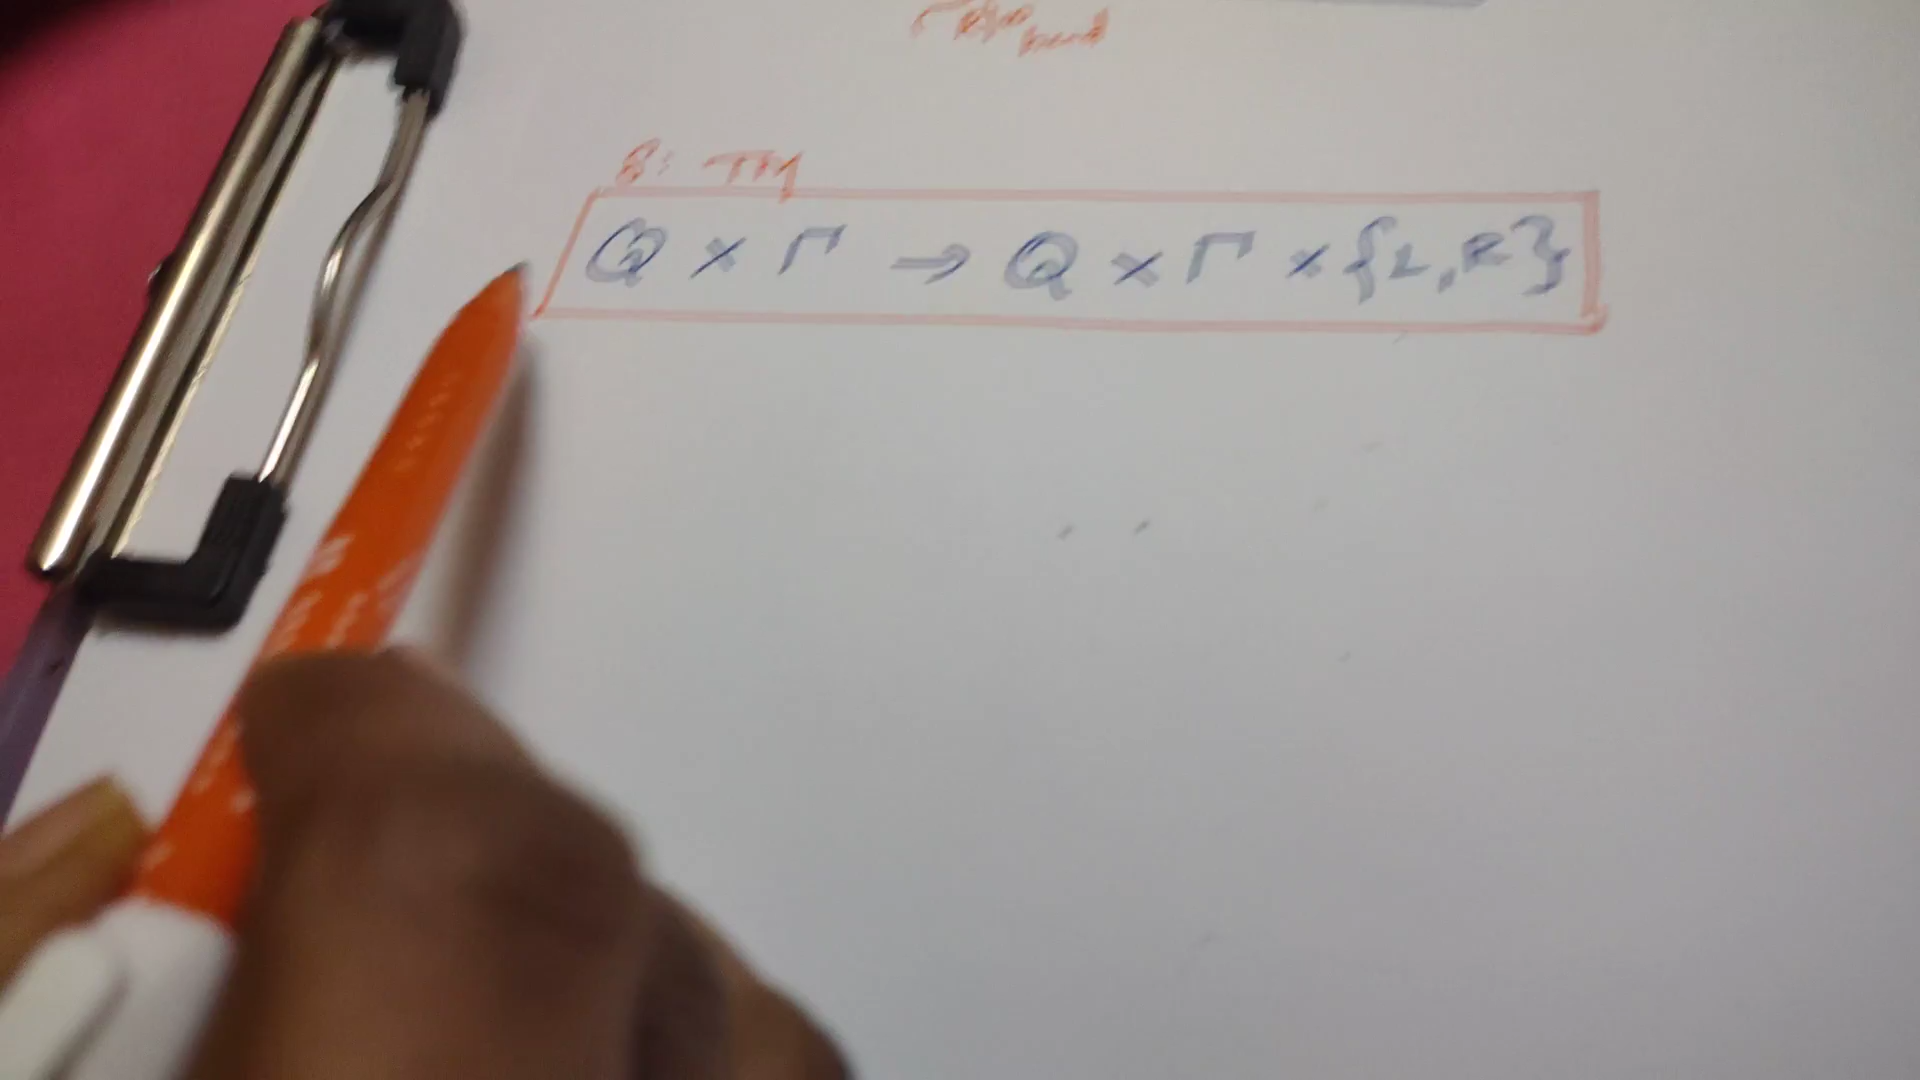 δ: TM
Q × Γ → Q × Γ × {L, R}